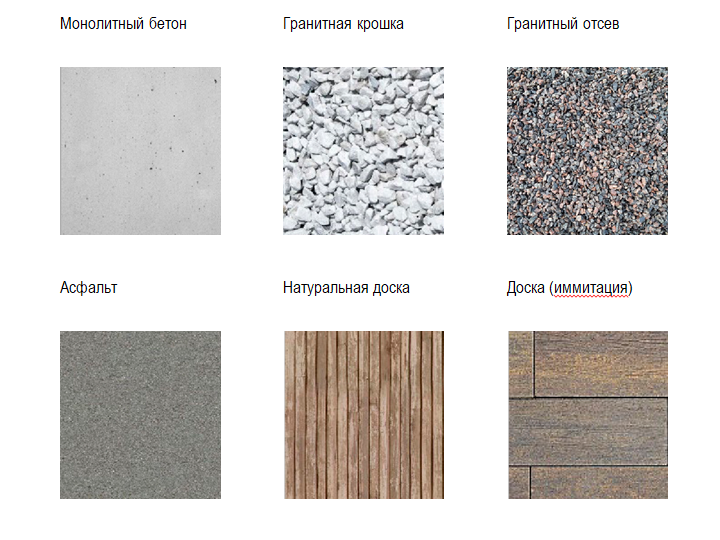 Монолитный бетон
Гранитная крошка
Гранитный отсев
Асфальт
Натуральная доска
Доска (иммитация)